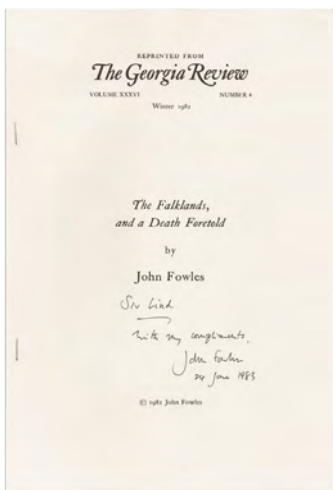 REPRINTED FROM
The Georgia Review
VOLUME XXXVI NUMBER 4
Winter 1982
The Falklands,
and a Death Foretold
by
John Fowles
With my compliments,
John Fowles
24 June 1983
© 1982 John Fowles